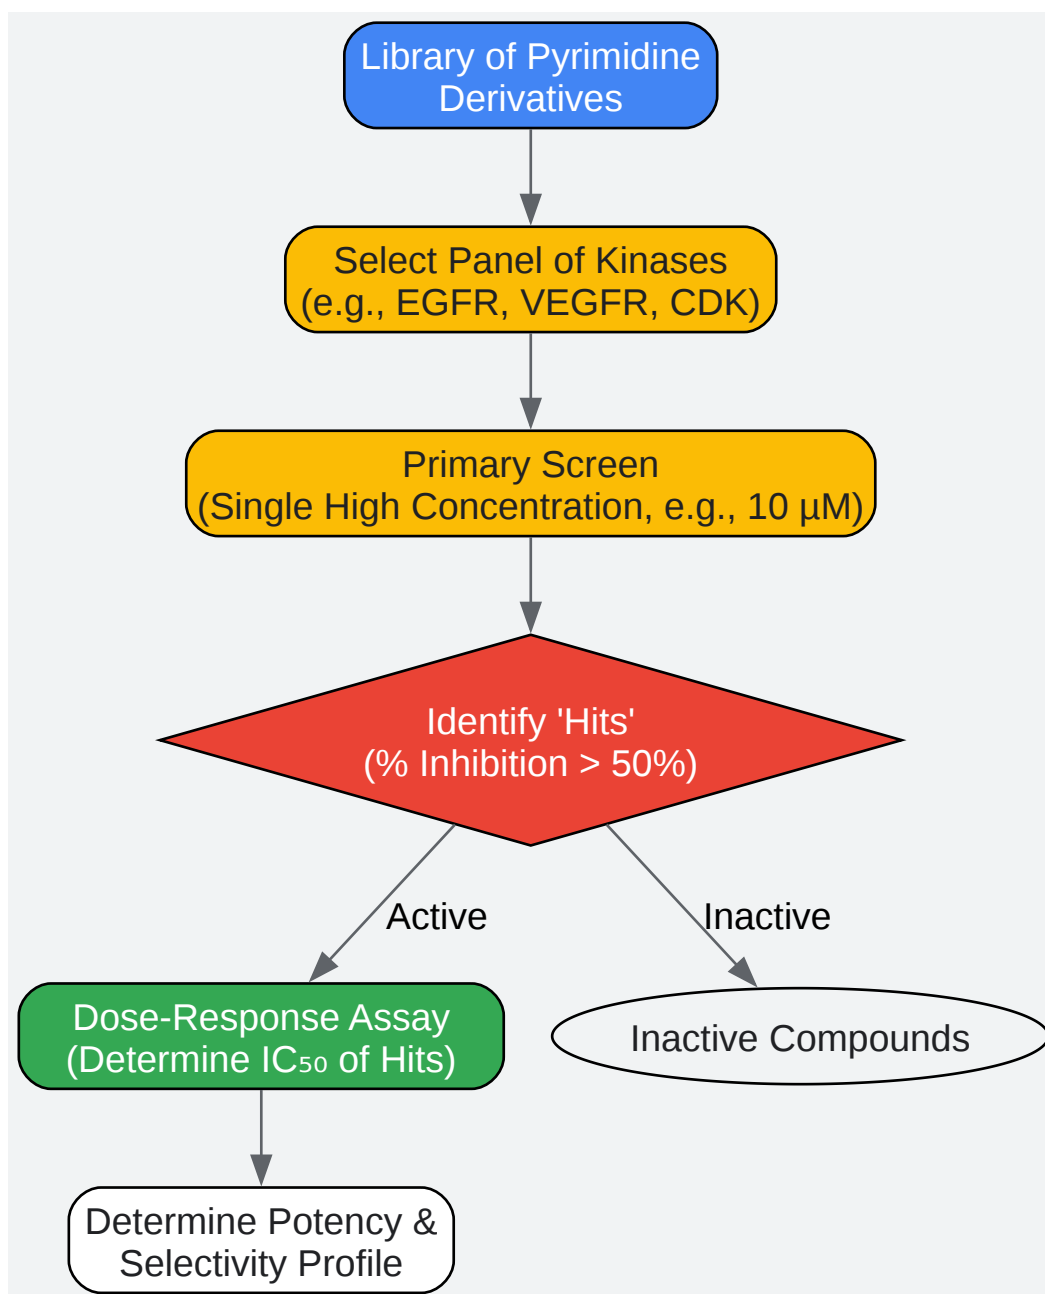 Library of Pyrimidine
Derivatives
Select Panel of Kinases
(e.g., EGFR, VEGFR, CDK)
Primary Screen
(Single High Concentration, e.g., 10 µM)
Identify 'Hits'
(% Inhibition > 50%)
Active
Inactive
Dose-Response Assay
(Determine IC₅₀ of Hits)
Inactive Compounds
Determine Potency &
Selectivity Profile